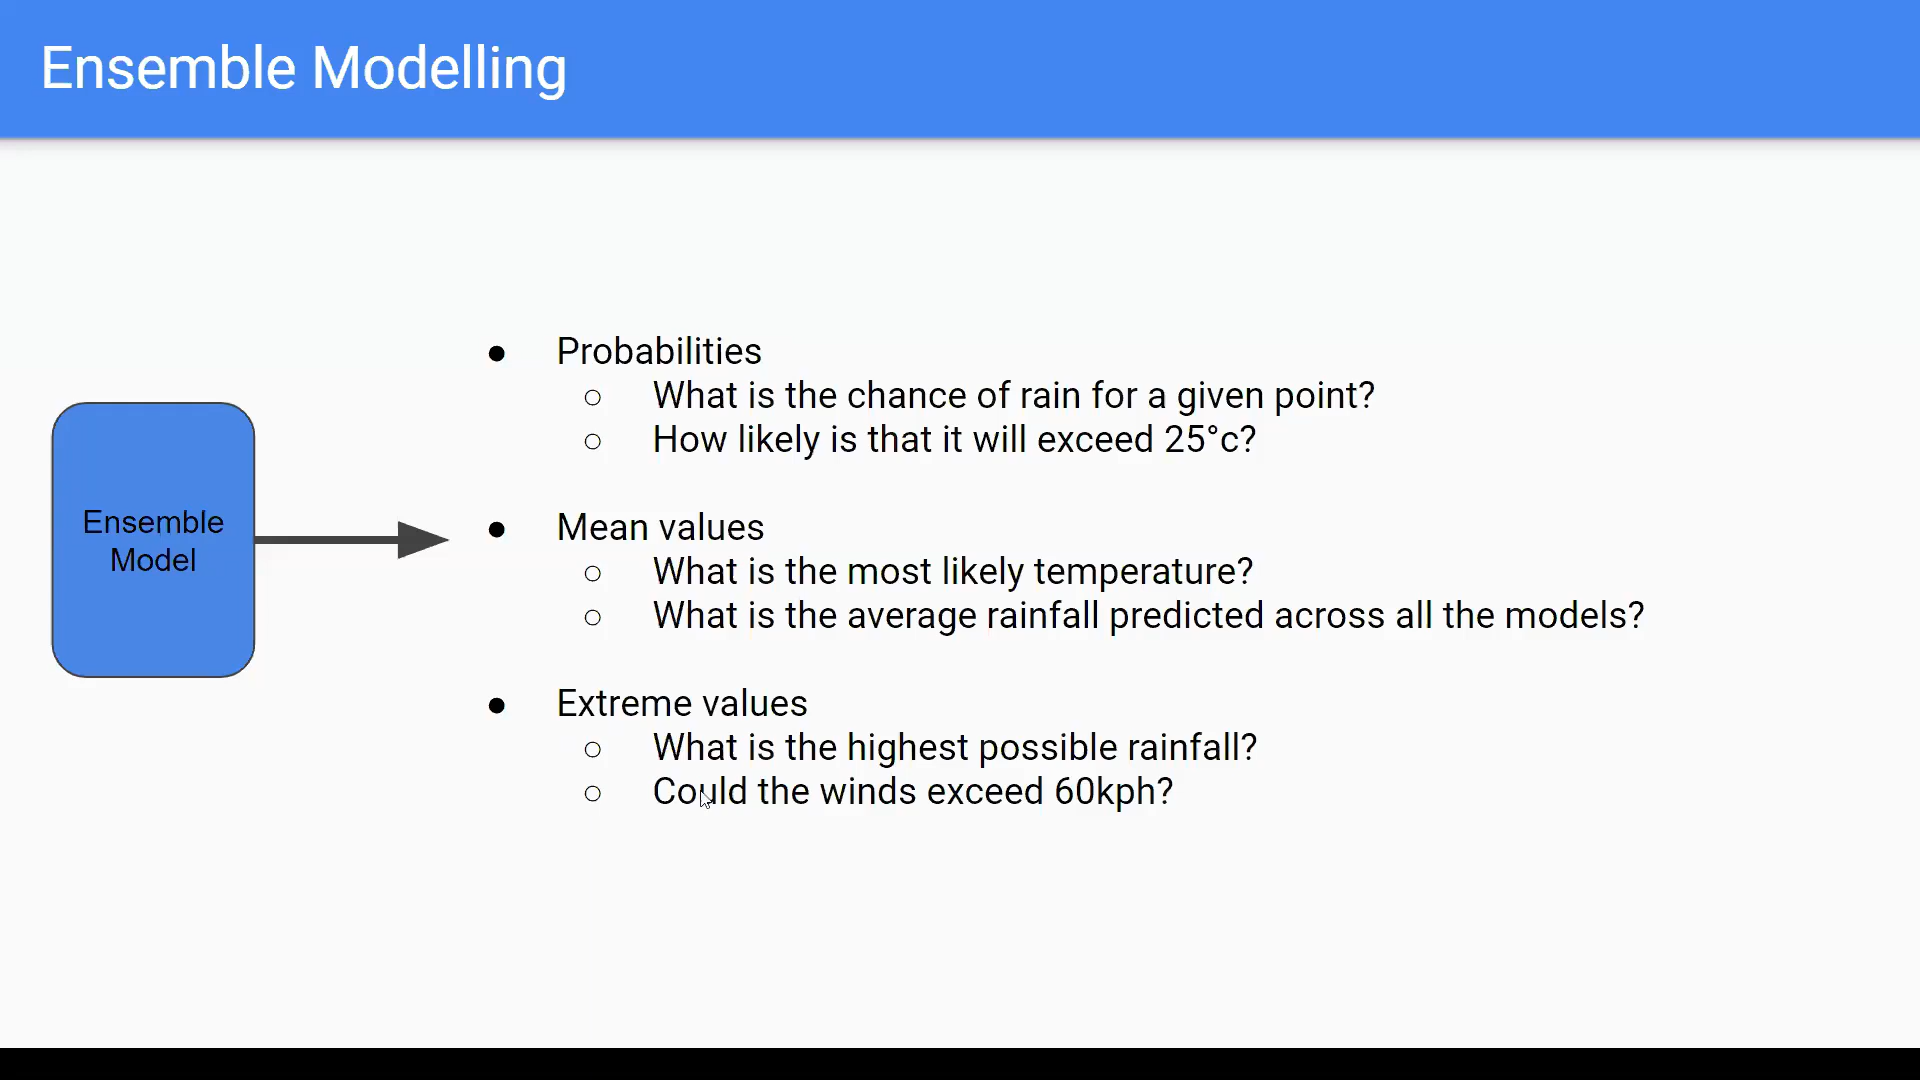 Ensemble Modelling
Ensemble
Model
● Probabilities
○ What is the chance of rain for a given point?
○ How likely is that it will exceed 25°c?
● Mean values
○ What is the most likely temperature?
○ What is the average rainfall predicted across all the models?
● Extreme values
○ What is the highest possible rainfall?
○ Could the winds exceed 60kph?